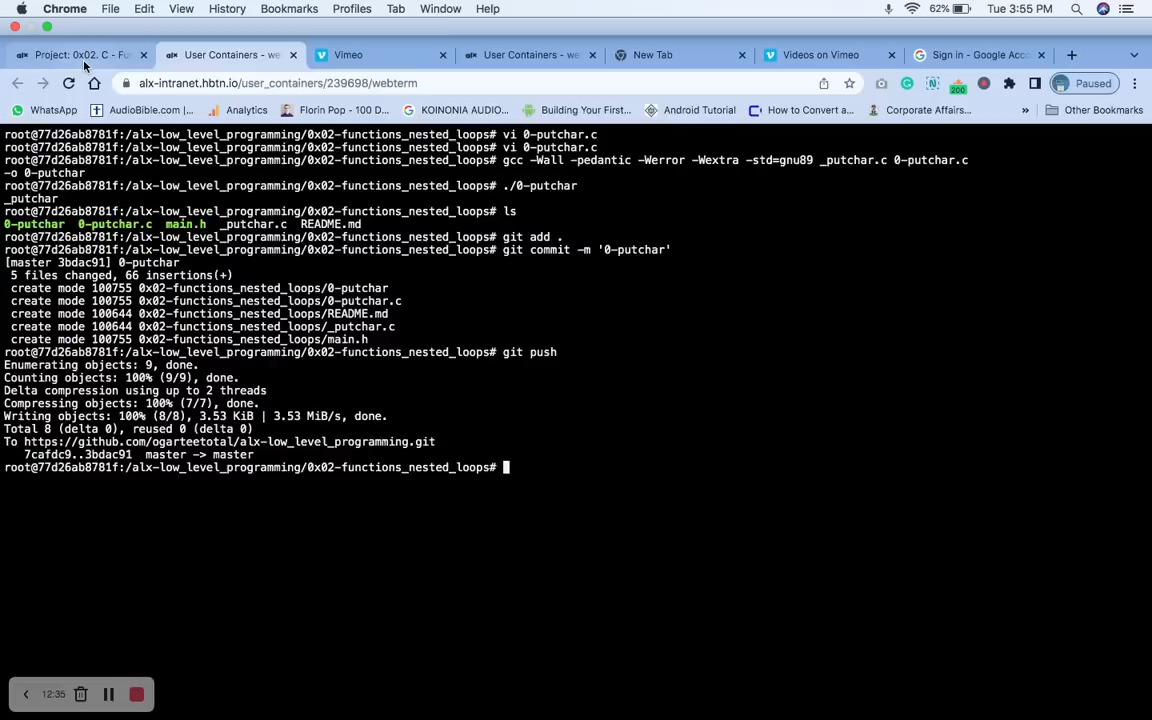 Chrome File Edit View History Bookmarks Profiles Tab Window Help 62% Tue 3:55 PM
Project: 0x02. C - Fun User Containers - we Vimeo User Containers - we New Tab Videos on Vimeo Sign in - Google Acco
alx-intranet.hbtn.io/user_containers/239698/webterm 200 Paused
WhatsApp AudioBible.com |... Analytics Florin Pop - 100 D... KOINONIA AUDIO... Building Your First... Android Tutorial How to Convert a... Corporate Affairs... » Other Bookmarks
root@77d26ab8781f:/alx-low_level_programming/0x02-functions_nested_loops# vi 0-putchar.c
root@77d26ab8781f:/alx-low_level_programming/0x02-functions_nested_loops# vi 0-putchar.c
root@77d26ab8781f:/alx-low_level_programming/0x02-functions_nested_loops# gcc -Wall -pedantic -Werror -Wextra -std=gnu89 _putchar.c 0-putchar.c
-o 0-putchar
root@77d26ab8781f:/alx-low_level_programming/0x02-functions_nested_loops# ./0-putchar
_putchar
root@77d26ab8781f:/alx-low_level_programming/0x02-functions_nested_loops# ls
0-putchar 0-putchar.c main.h _putchar.c README.md
root@77d26ab8781f:/alx-low_level_programming/0x02-functions_nested_loops# git add .
root@77d26ab8781f:/alx-low_level_programming/0x02-functions_nested_loops# git commit -m '0-putchar'
[master 3bdac91] 0-putchar
5 files changed, 66 insertions(+)
create mode 100755 0x02-functions_nested_loops/0-putchar
create mode 100755 0x02-functions_nested_loops/0-putchar.c
create mode 100644 0x02-functions_nested_loops/README.md
create mode 100644 0x02-functions_nested_loops/_putchar.c
create mode 100755 0x02-functions_nested_loops/main.h
root@77d26ab8781f:/alx-low_level_programming/0x02-functions_nested_loops# git push
Enumerating objects: 9, done.
Counting objects: 100% (9/9), done.
Delta compression using up to 2 threads
Compressing objects: 100% (7/7), done.
Writing objects: 100% (8/8), 3.53 KiB | 3.53 MiB/s, done.
Total 8 (delta 0), reused 0 (delta 0)
To https://github.com/ogarteetotal/alx-low_level_programming.git
7cafdc9..3bdac91 master -> master
root@77d26ab8781f:/alx-low_level_programming/0x02-functions_nested_loops#
12:35